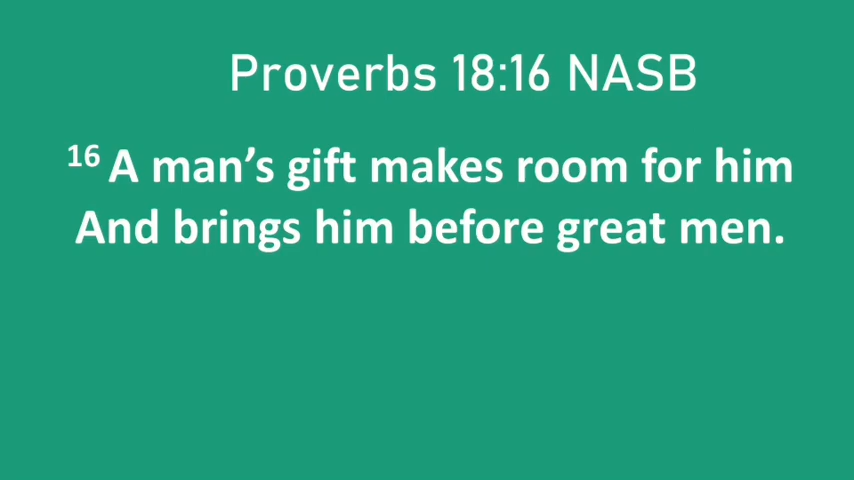 Proverbs 18:16 NASB
16 A man’s gift makes room for him
And brings him before great men.